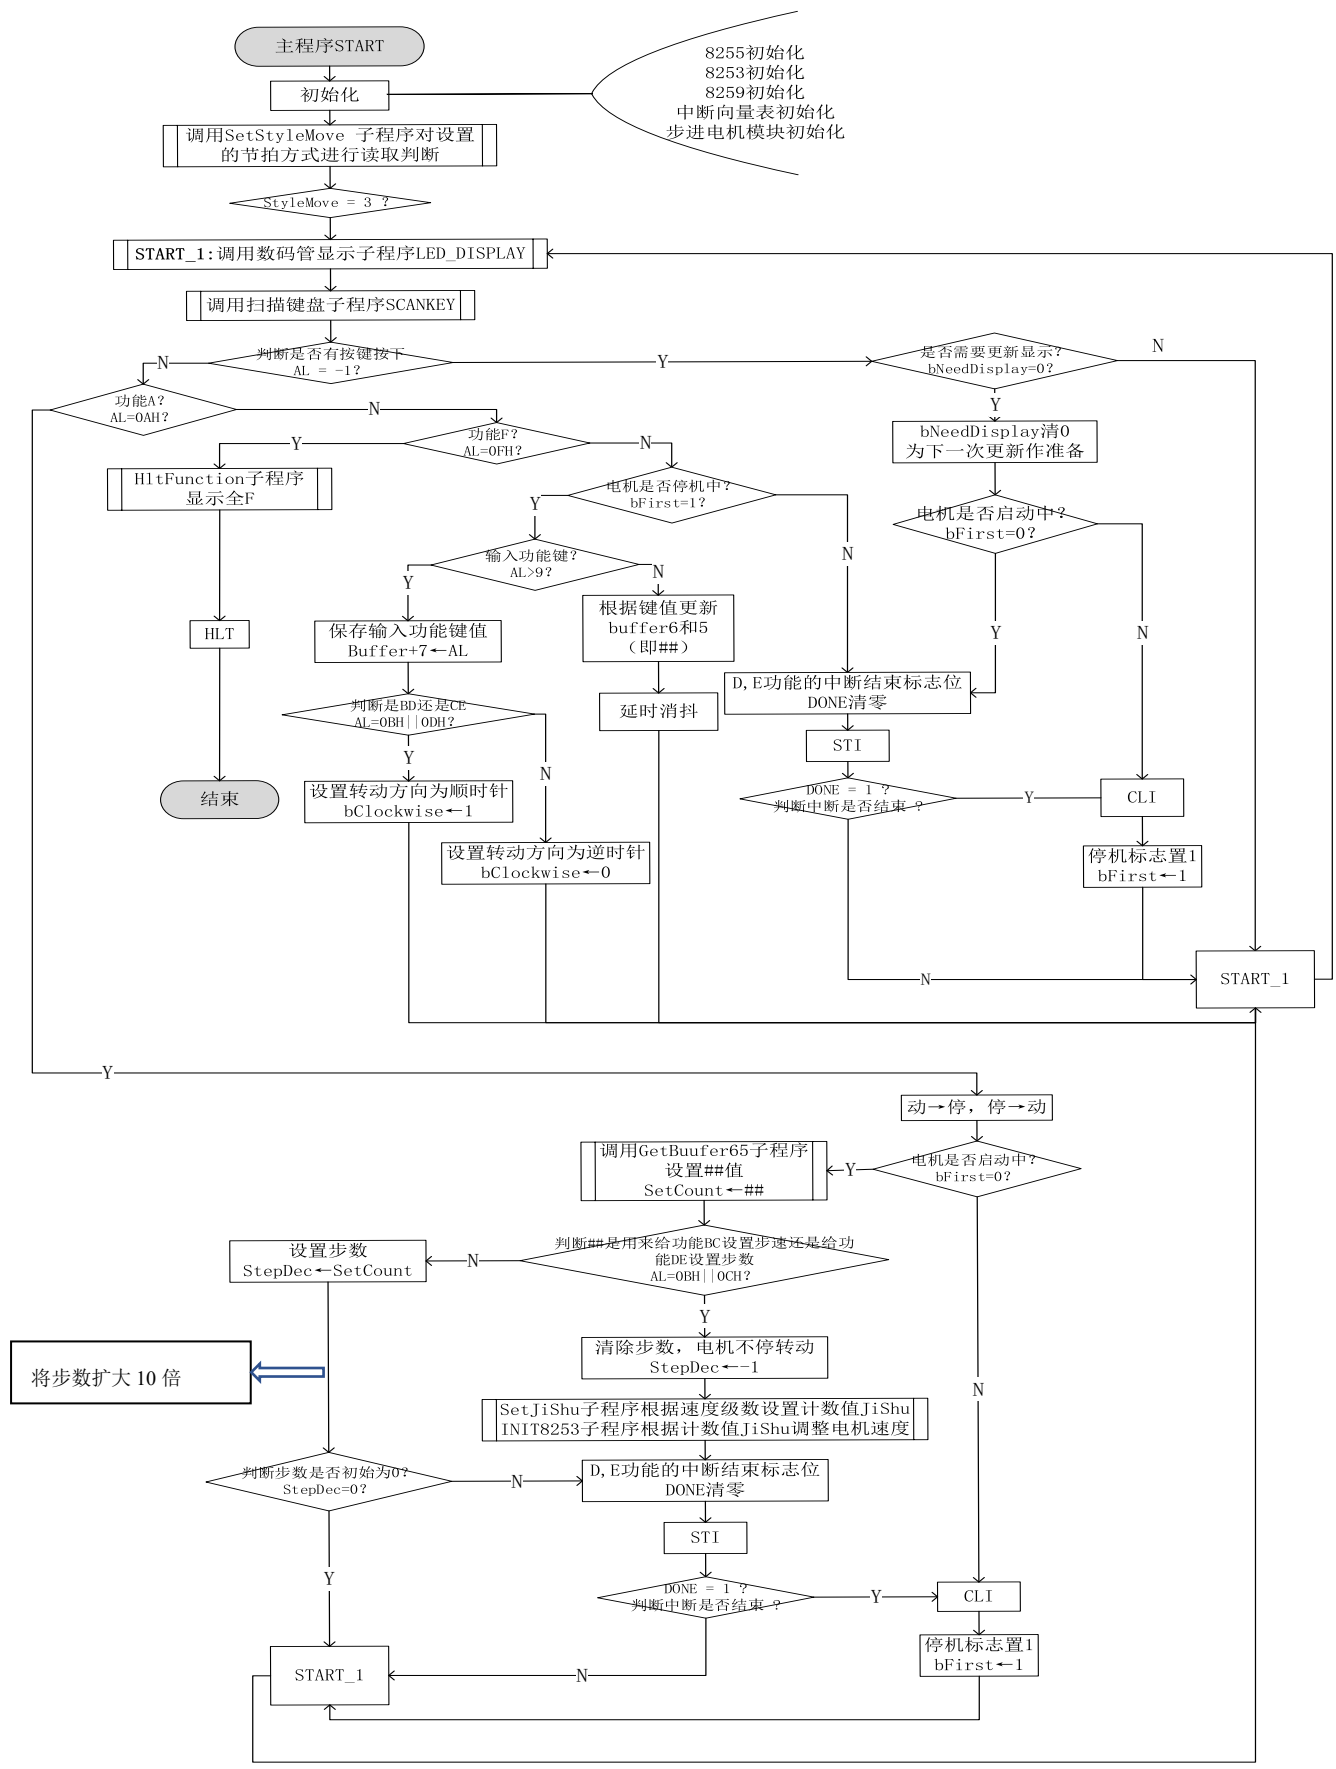 主程序START
初始化
8255初始化
8253初始化
8259初始化
中断向量表初始化
步进电机模块初始化
调用SetStyleMove 子程序对设置
的节拍方式进行读取判断
StyleMove = 3 ？
START_1:调用数码管显示子程序LED_DISPLAY
调用扫描键盘子程序SCANKEY
判断是否有按键按下
AL = -1？
N
Y
是否需要更新显示？
bNeedDisplay=0？
N
功能A？
AL=0AH？
N
Y
bNeedDisplay清0
为下一次更新作准备
功能F？
AL=0FH？
Y
N
HltFunction子程序
显示全F
电机是否停机中？
bFirst=1？
Y
N
电机是否启动中？
bFirst=0？
输入功能键？
AL>9？
Y
N
Y
N
HLT
保存输入功能键值
Buffer+7←AL
根据键值更新
buffer6和5
（即##）
D,E功能的中断结束标志位
DONE清零
判断是BD还是CE
AL=0BH||0DH？
延时消抖
STI
Y
N
结束
设置转动方向为顺时针
bClockwise←1
DONE = 1 ？
判断中断是否结束 ？
Y
CLI
设置转动方向为逆时针
bClockwise←0
停机标志置1
bFirst←1
N
START_1
Y
动→停，停→动
电机是否启动中？
bFirst=0？
Y
调用GetBuufer65子程序
设置##值
SetCount←##
判断##是用来给功能BC设置步速还是给功
能DE设置步数
AL=0BH||0CH？
N
设置步数
StepDec←SetCount
Y
清除步数，电机不停转动
StepDec←-1
将步数扩大 10 倍
N
SetJiShu子程序根据速度级数设置计数值JiShu
INIT8253子程序根据计数值JiShu调整电机速度
判断步数是否初始为0？
StepDec=0？
N
D,E功能的中断结束标志位
DONE清零
STI
Y
DONE = 1 ？
判断中断是否结束 ？
Y
CLI
停机标志置1
bFirst←1
START_1
N